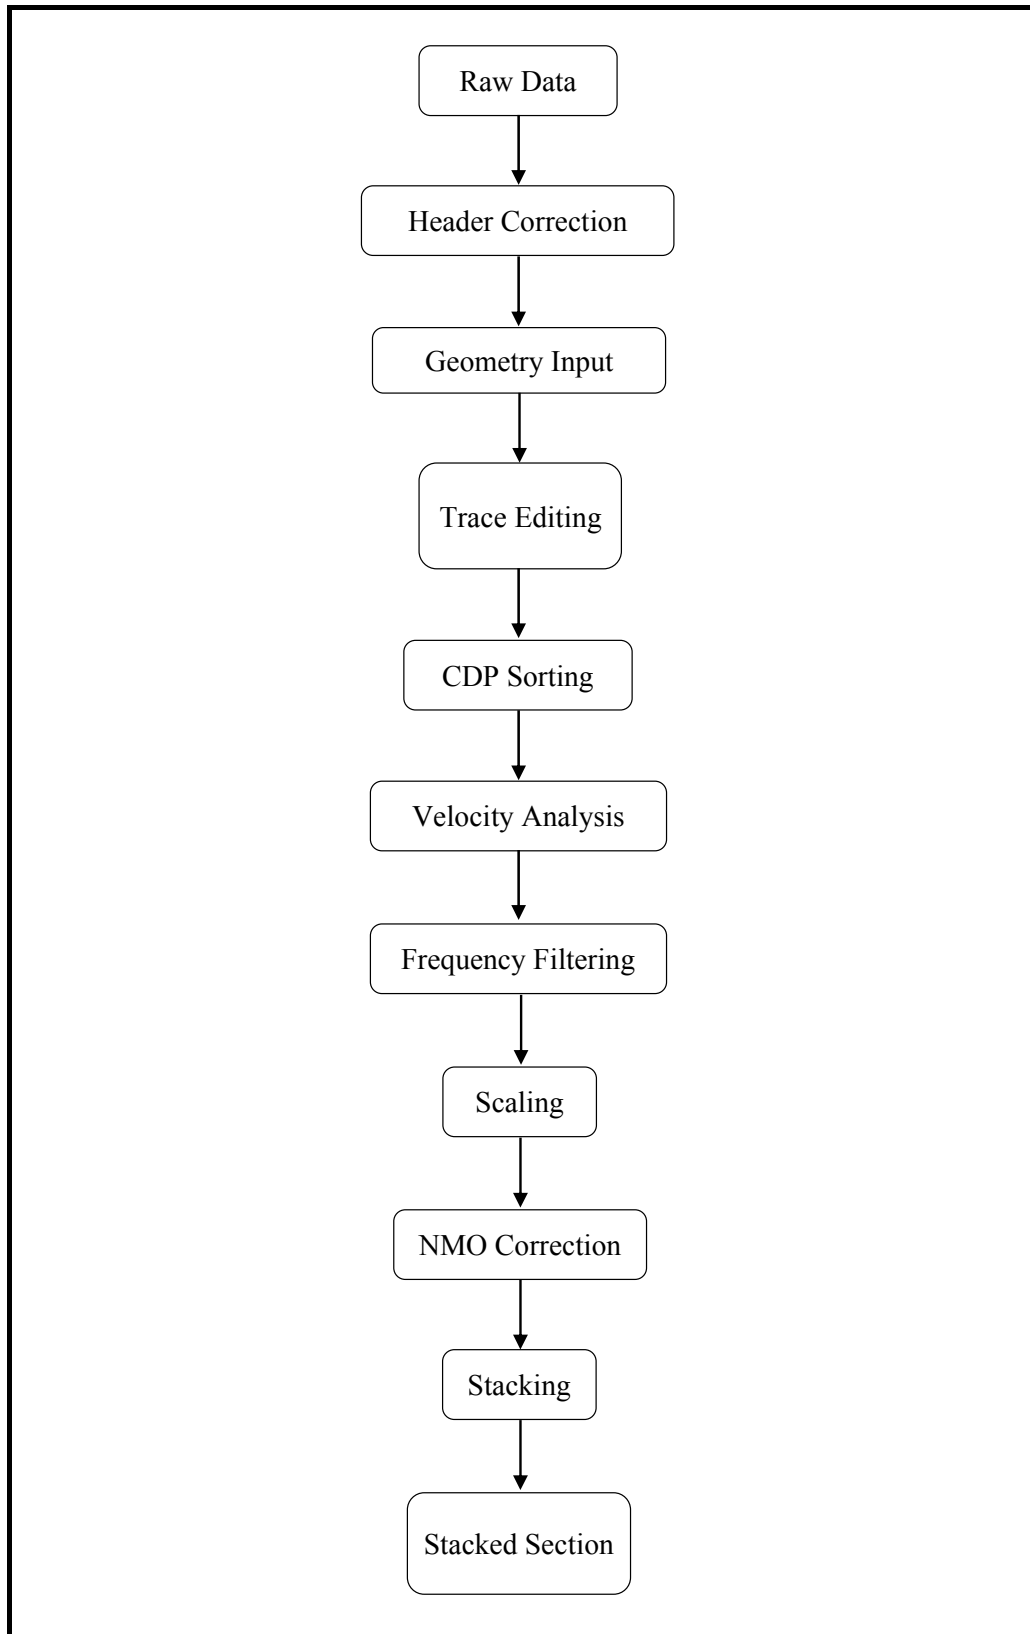 Raw Data
Header Correction
Geometry Input
Trace Editing
CDP Sorting
Velocity Analysis
Frequency Filtering
Scaling
NMO Correction
Stacking
Stacked Section